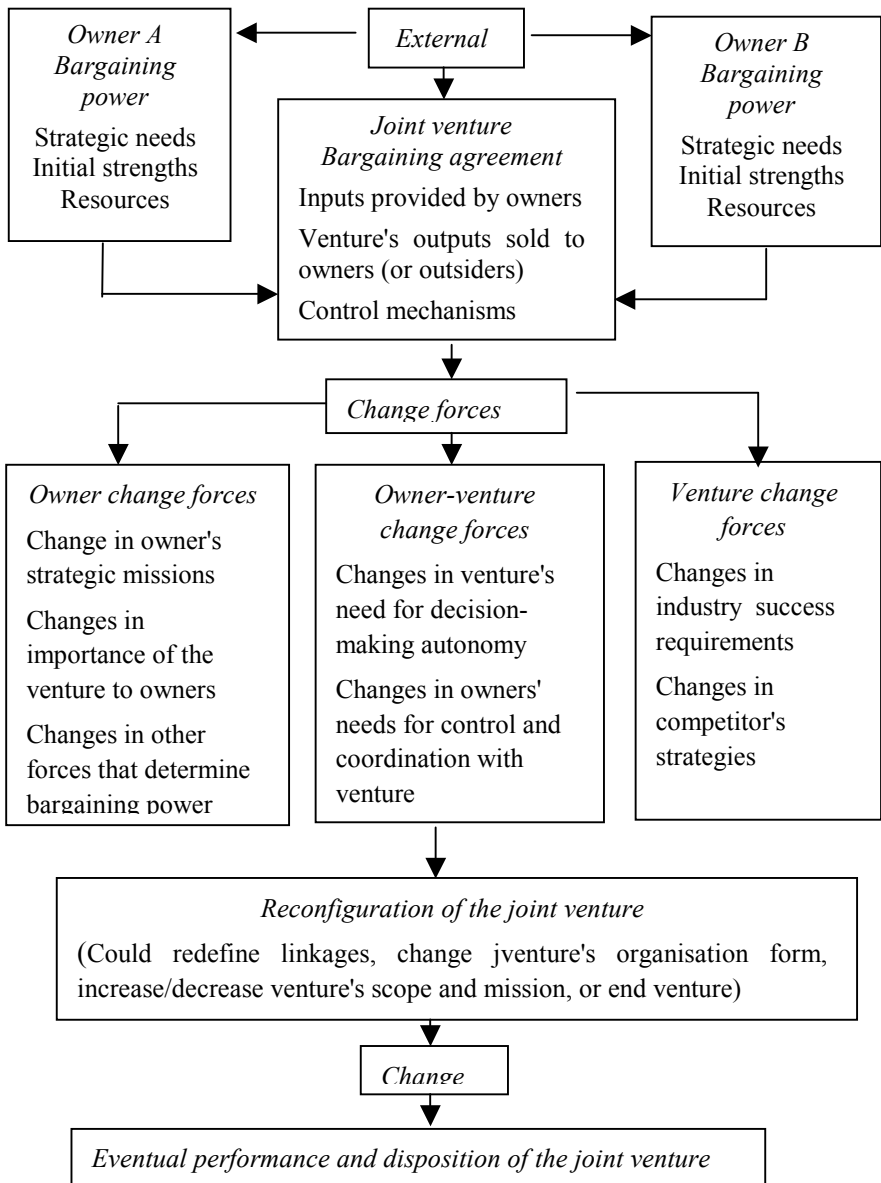 Owner A
Bargaining
power
Strategic needs
Initial strengths
Resources
External
Owner B
Bargaining
power
Strategic needs
Initial strengths
Resources
Joint venture
Bargaining agreement
Inputs provided by owners
Venture's outputs sold to
owners (or outsiders)
Control mechanisms
Change forces
Owner change forces
Change in owner's
strategic missions
Changes in
importance of the
venture to owners
Changes in other
forces that determine
bargaining power
Owner-venture
change forces
Changes in venture's
need for decision-
making autonomy
Changes in owners'
needs for control and
coordination with
venture
Venture change
forces
Changes in
industry success
requirements
Changes in
competitor's
strategies
Reconfiguration of the joint venture
(Could redefine linkages, change jventure's organisation form,
increase/decrease venture's scope and mission, or end venture)
Change
Eventual performance and disposition of the joint venture